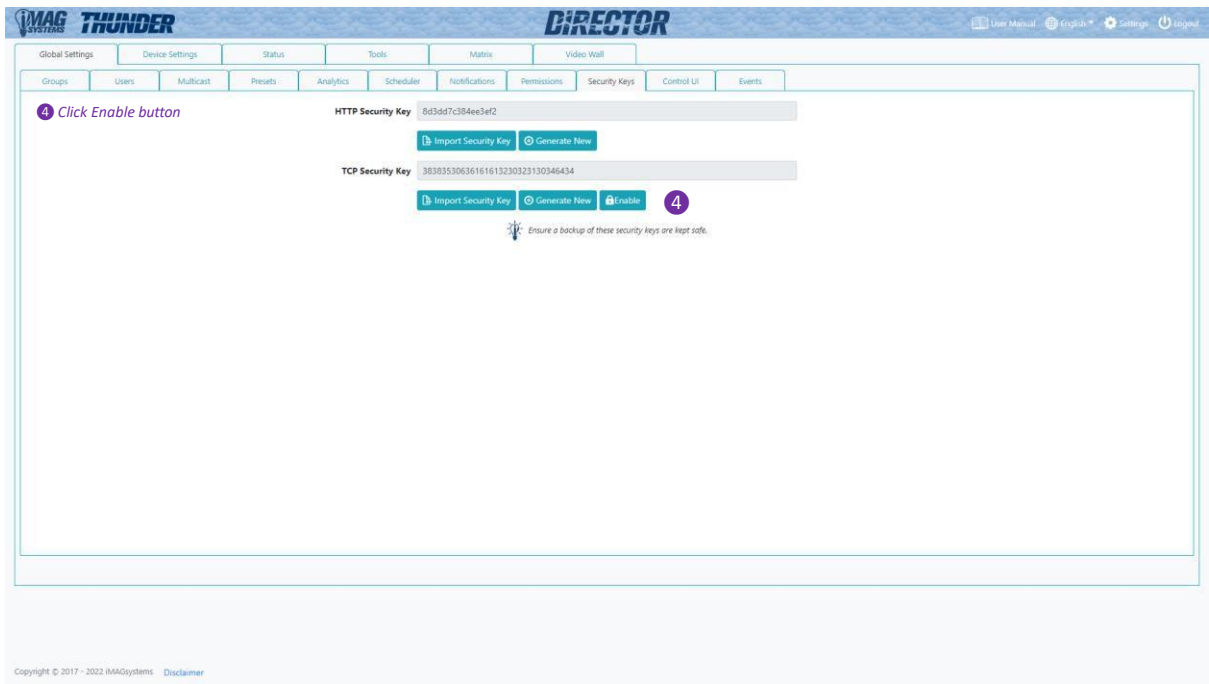 iMAG SYSTEMS THUNDER DiRECTOR User Manual English Settings Logout
Global Settings Device Settings Status Tools Matrix Video Wall
Groups Users Multicast Presets Analytics Scheduler Notifications Permissions Security Keys Control UI Events
4 Click Enable button
HTTP Security Key 8d3dd7c384ee3ef2
Import Security Key Generate New
TCP Security Key 38383530636161613230323130346434
Import Security Key Generate New Enable 4
Ensure a backup of these security keys are kept safe.
Copyright © 2017 - 2022 iMAGsystems Disclaimer